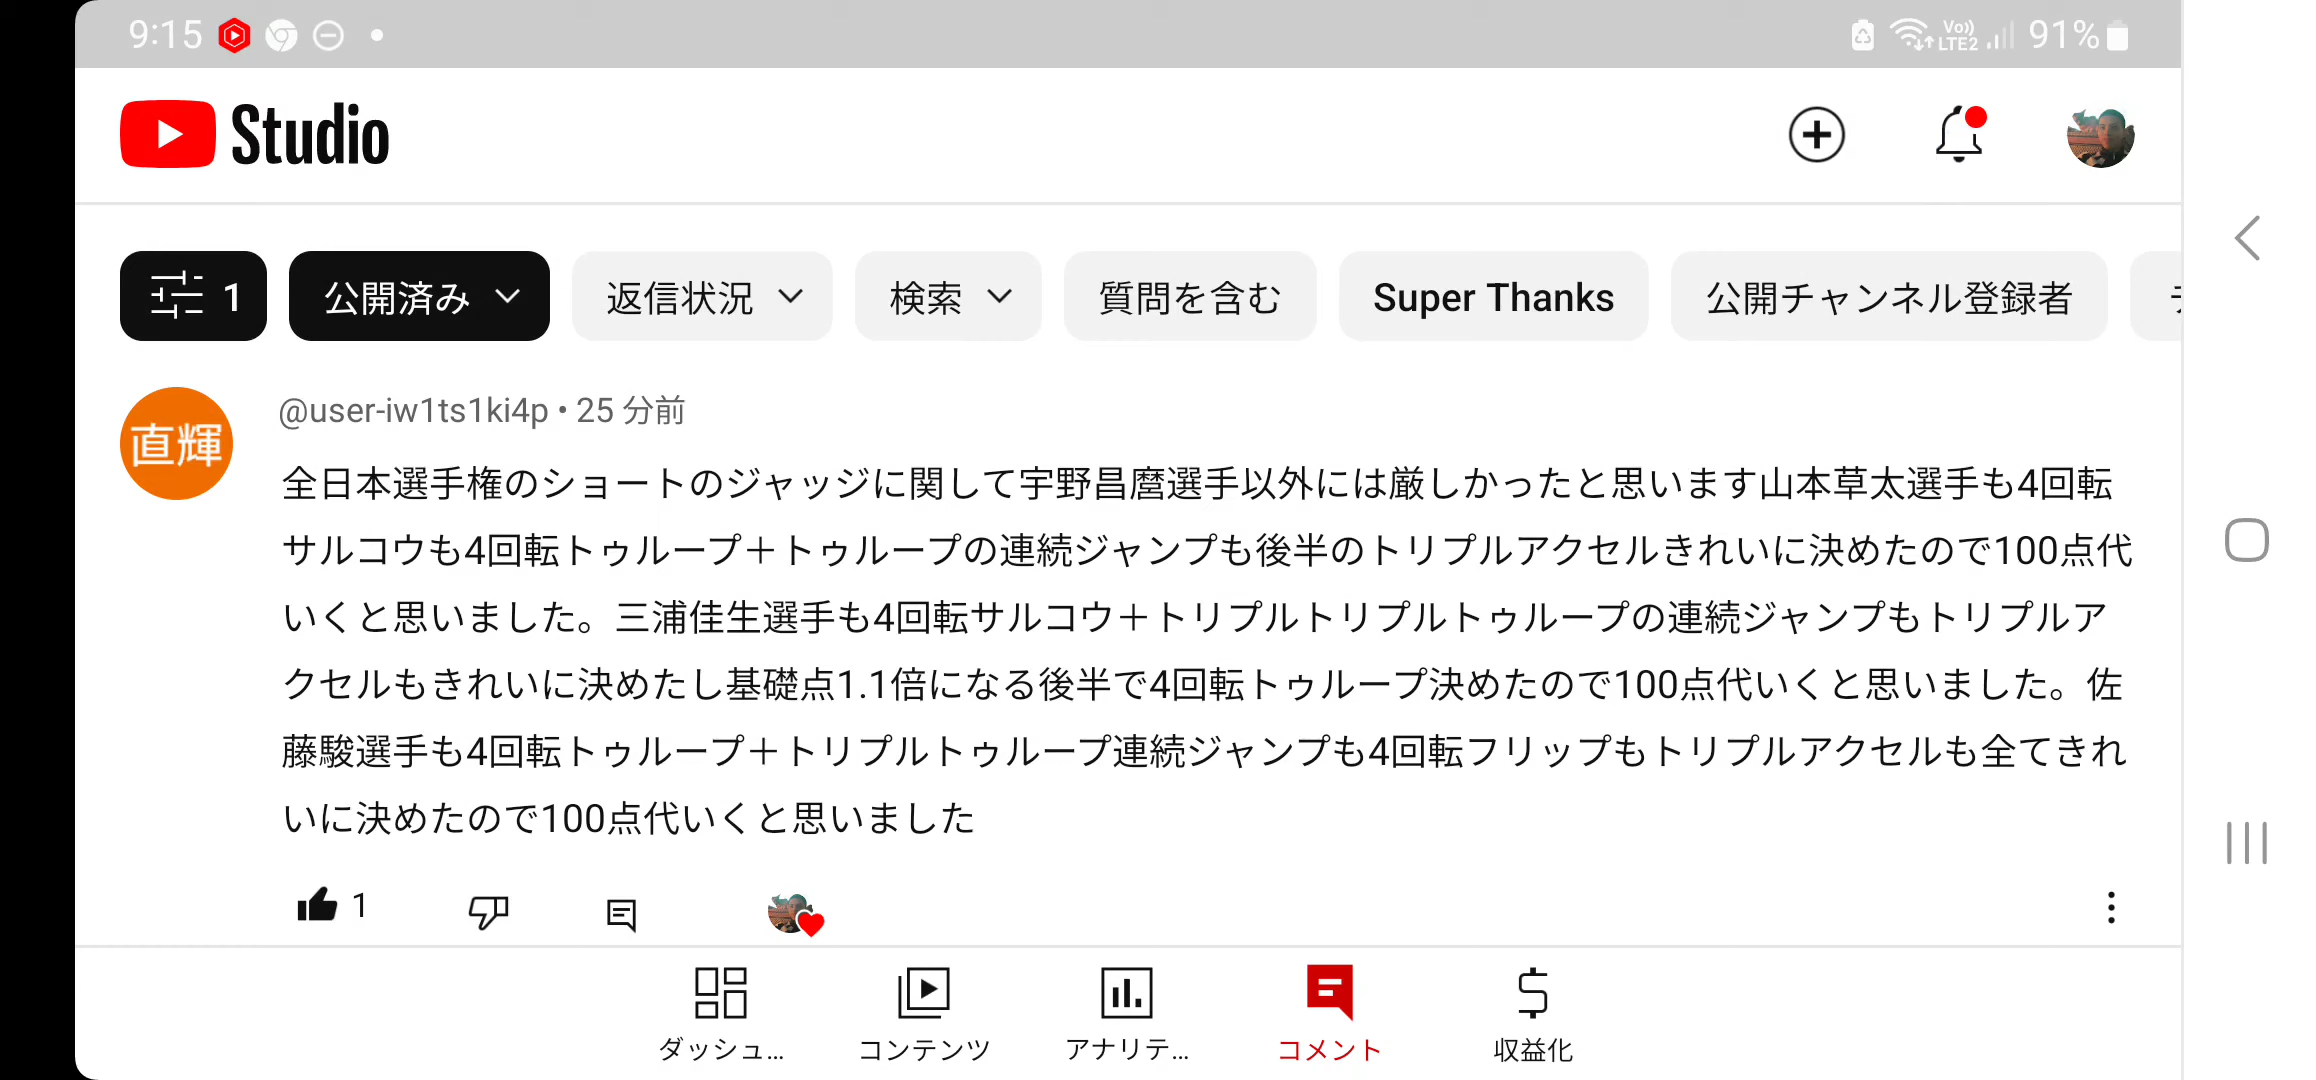 9:15
Vo)) LTE2 91%
Studio
1 公開済み 返信状況 検索 質問を含む Super Thanks 公開チャンネル登録者
直輝
@user-iw1ts1ki4p • 25 分前
全日本選手権のショートのジャッジに関して宇野昌磨選手以外には厳しかったと思います山本草太選手も4回転
サルコウも4回転トゥループ＋トゥループの連続ジャンプも後半のトリプルアクセルきれいに決めたので100点代
いくと思いました。三浦佳生選手も4回転サルコウ＋トリプルトリプルトゥループの連続ジャンプもトリプルア
クセルもきれいに決めたし基礎点1.1倍になる後半で4回転トゥループ決めたので100点代いくと思いました。佐
藤駿選手も4回転トゥループ＋トリプルトゥループ連続ジャンプも4回転フリップもトリプルアクセルも全てきれ
いに決めたので100点代いくと思いました
1
ダッシュ... コンテンツ アナリテ... コメント 収益化